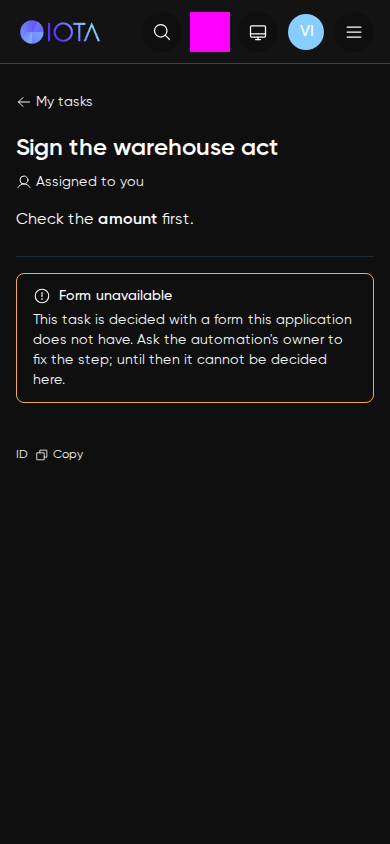 IOTA
VI
My tasks
Sign the warehouse act
Assigned to you
Check the amount first.
Form unavailable
This task is decided with a form this application
does not have. Ask the automation's owner to
fix the step; until then it cannot be decided
here.
ID Copy